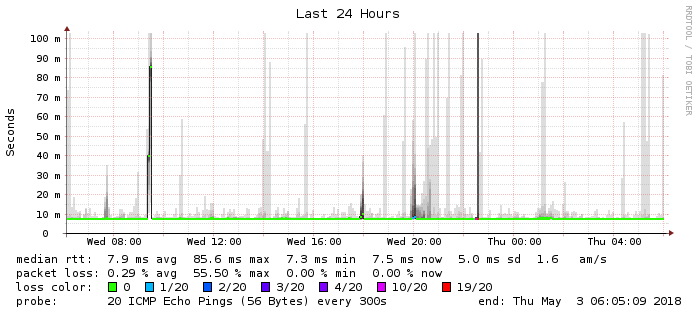 Last 24 Hours
RRDTOOL / TOBI OETIKER
Seconds
100 m
90 m
80 m
70 m
60 m
50 m
40 m
30 m
20 m
10 m
0
Wed 08:00 Wed 12:00 Wed 16:00 Wed 20:00 Thu 00:00 Thu 04:00
median rtt: 7.9 ms avg 85.6 ms max 7.3 ms min 7.5 ms now 5.0 ms sd 1.6 am/s
packet loss: 0.29 % avg 55.50 % max 0.00 % min 0.00 % now
loss color: 0 1/20 2/20 3/20 4/20 10/20 19/20
probe: 20 ICMP Echo Pings (56 Bytes) every 300s end: Thu May 3 06:05:09 2018